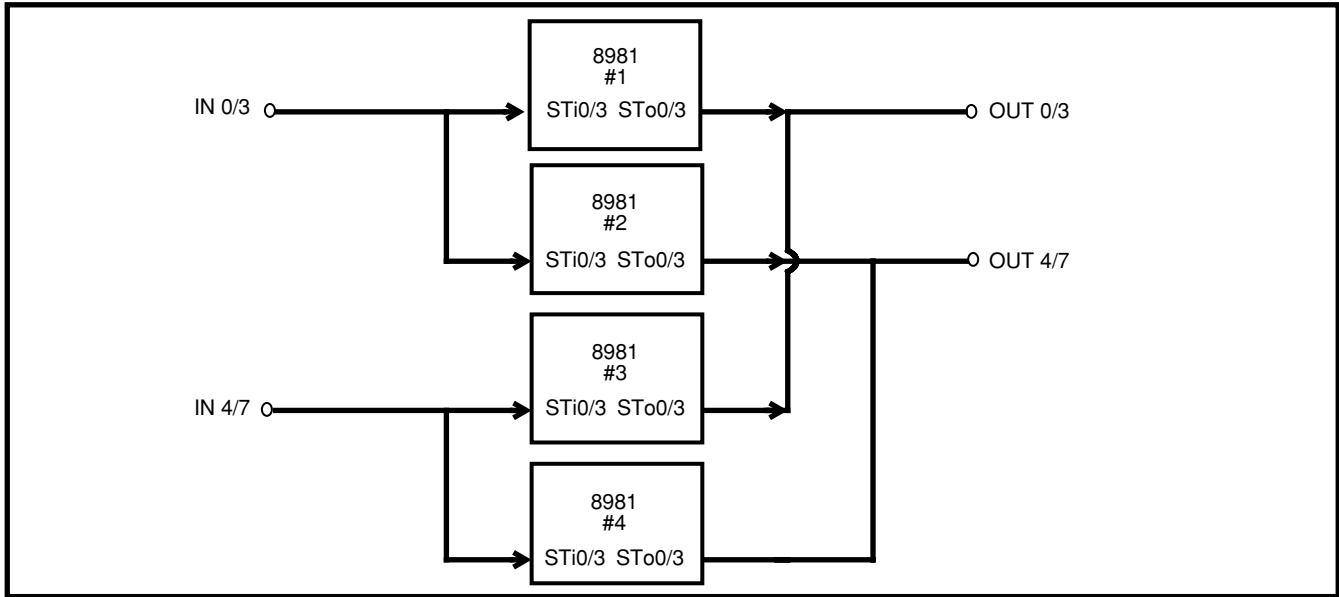 8981
#1
IN 0/3
STi0/3 STo0/3
OUT 0/3
8981
#2
STi0/3 STo0/3
OUT 4/7
8981
#3
IN 4/7
STi0/3 STo0/3
8981
#4
STi0/3 STo0/3